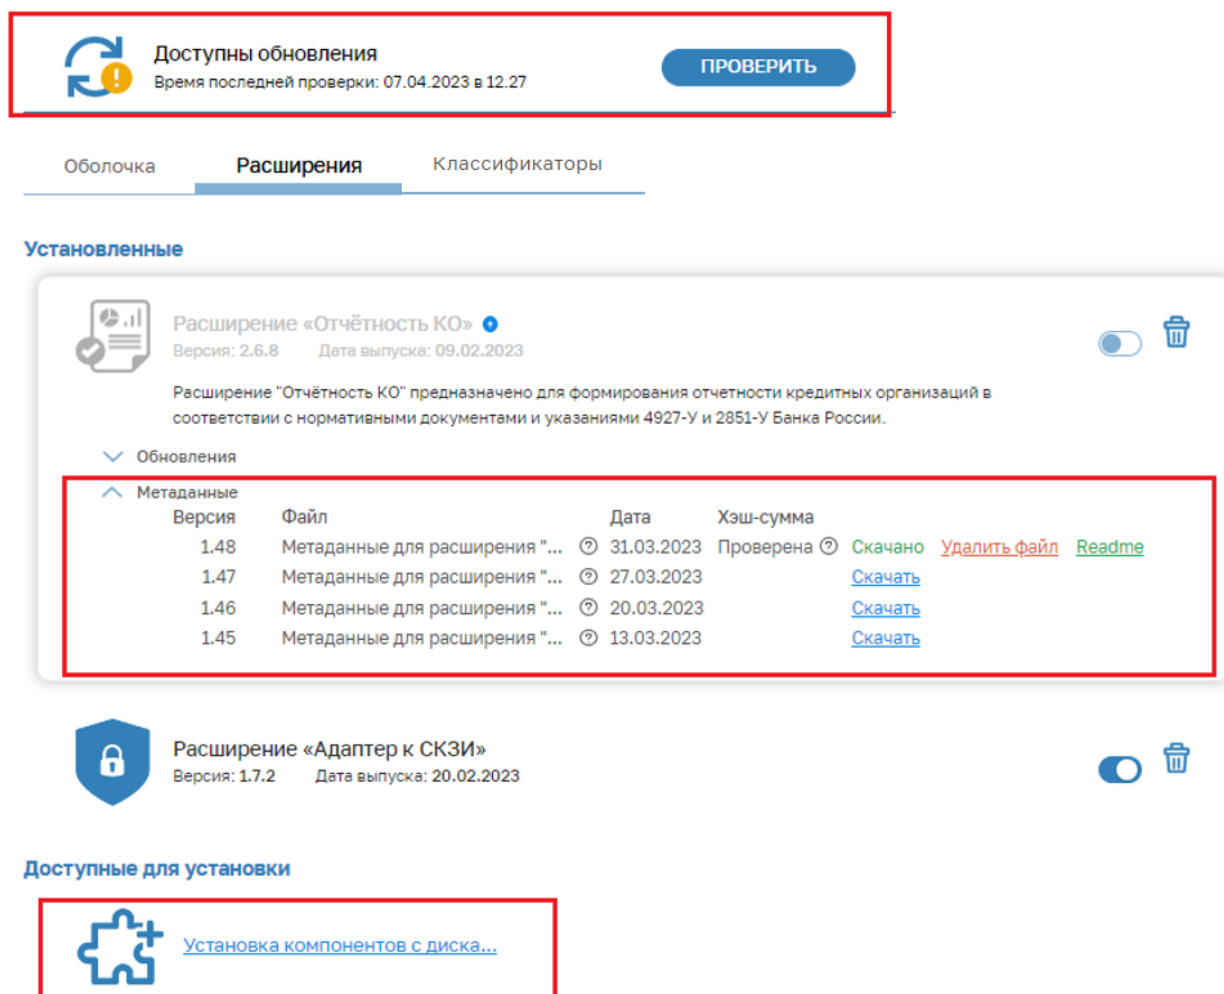 Доступны обновления
Время последней проверки: 07.04.2023 в 12.27
ПРОВЕРИТЬ
Оболочка Расширения Классификаторы
Установленные
Расширение «Отчётность КО»
Версия: 2.6.8 Дата выпуска: 09.02.2023
Расширение "Отчётность КО" предназначено для формирования отчетности кредитных организаций в
соответствии с нормативными документами и указаниями 4927-У и 2851-У Банка России.
Обновления
Метаданные
Версия Файл Дата Хэш-сумма
1.48 Метаданные для расширения "... 31.03.2023 Проверена Скачано Удалить файл Readme
1.47 Метаданные для расширения "... 27.03.2023 Скачать
1.46 Метаданные для расширения "... 20.03.2023 Скачать
1.45 Метаданные для расширения "... 13.03.2023 Скачать
Расширение «Адаптер к СКЗИ»
Версия: 1.7.2 Дата выпуска: 20.02.2023
Доступные для установки
Установка компонентов с диска...